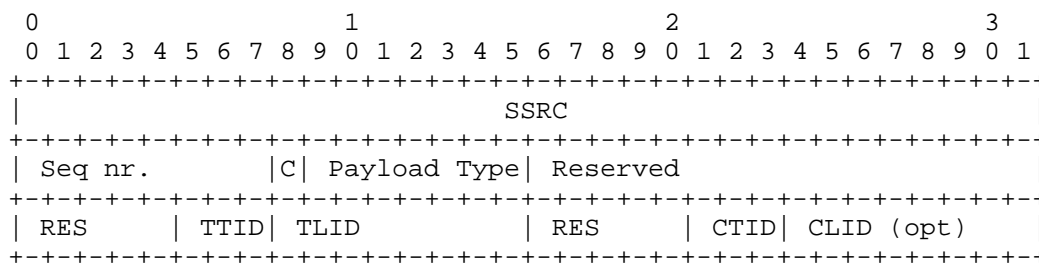 0                   1                   2                   3
 0 1 2 3 4 5 6 7 8 9 0 1 2 3 4 5 6 7 8 9 0 1 2 3 4 5 6 7 8 9 0 1
+-+-+-+-+-+-+-+-+-+-+-+-+-+-+-+-+-+-+-+-+-+-+-+-+-+-+-+-+-+-+-+--
|                              SSRC                             |
+-+-+-+-+-+-+-+-+-+-+-+-+-+-+-+-+-+-+-+-+-+-+-+-+-+-+-+-+-+-+-+--
| Seq nr.       |C| Payload Type| Reserved                      |
+-+-+-+-+-+-+-+-+-+-+-+-+-+-+-+-+-+-+-+-+-+-+-+-+-+-+-+-+-+-+-+--
| RES     | TTID| TLID          | RES     | CTID| CLID (opt)    |
+-+-+-+-+-+-+-+-+-+-+-+-+-+-+-+-+-+-+-+-+-+-+-+-+-+-+-+-+-+-+-+--